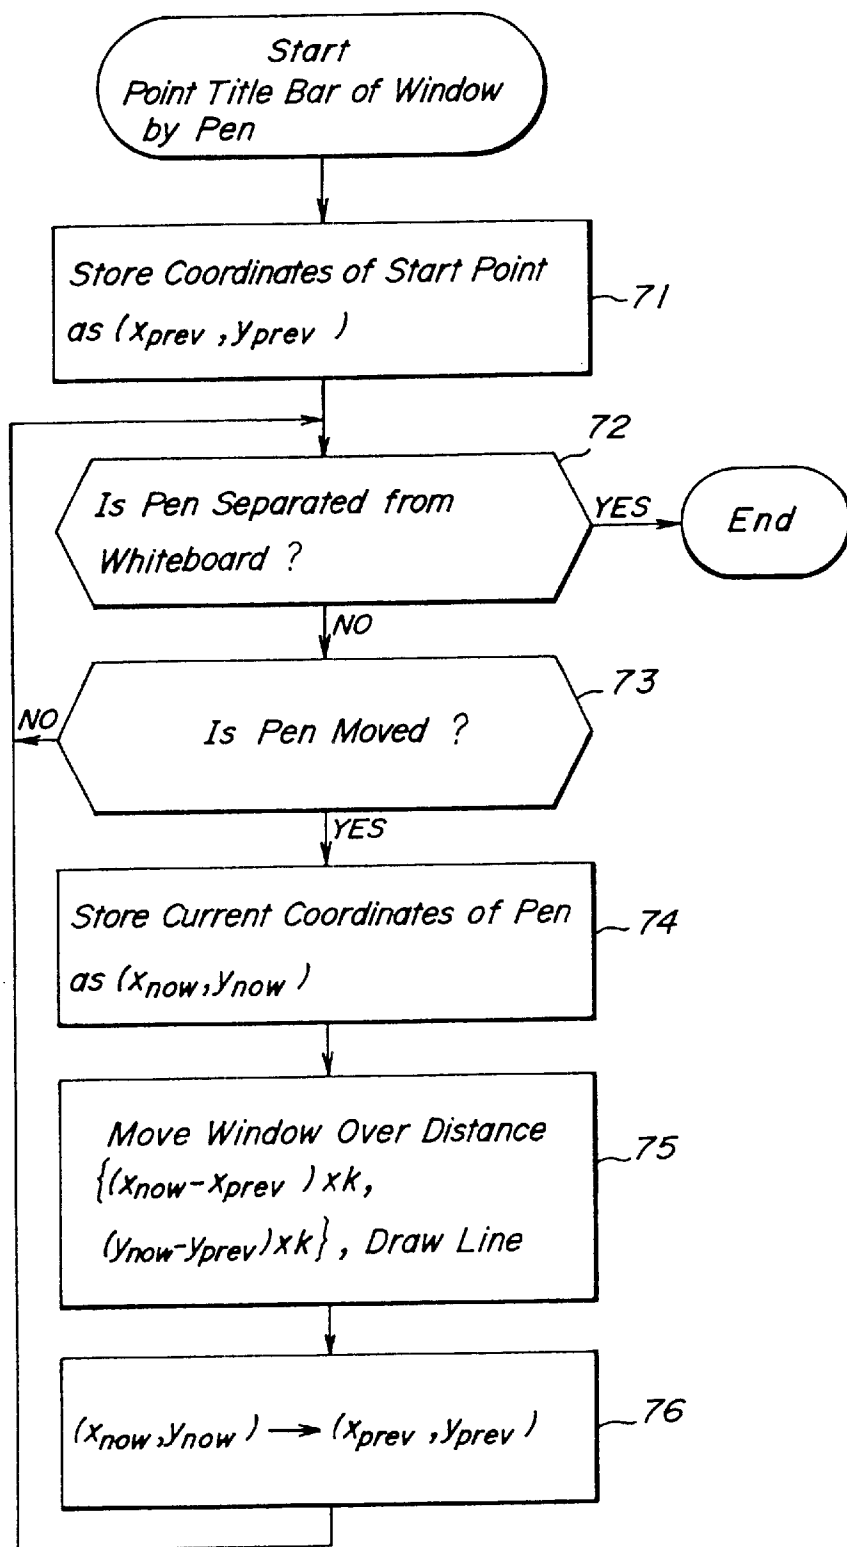 Start
Point Title Bar of Window
by Pen
Store Coordinates of Start Point
as (xprev , yprev )
71
72
Is Pen Separated from
Whiteboard ?
YES
End
NO
73
NO
Is Pen Moved ?
YES
Store Current Coordinates of Pen
as (xnow, ynow )
74
Move Window Over Distance
{(xnow-xprev ) x k,
(ynow-yprev) x k} , Draw Line
75
(xnow, ynow ) → (xprev , yprev )
76